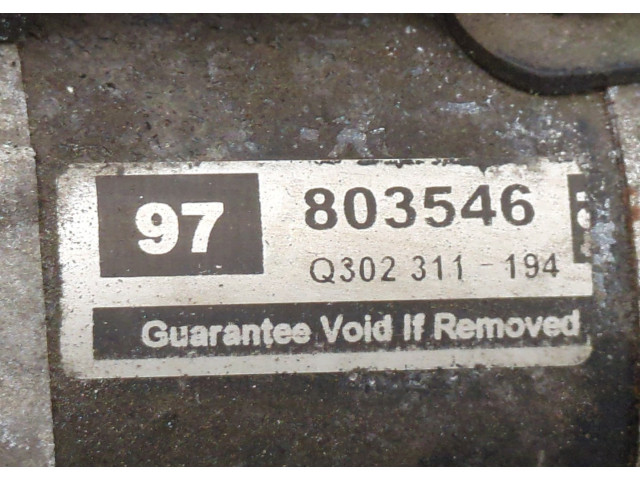 97 803546
Q302 311 - 194
Guarantee Void If Removed